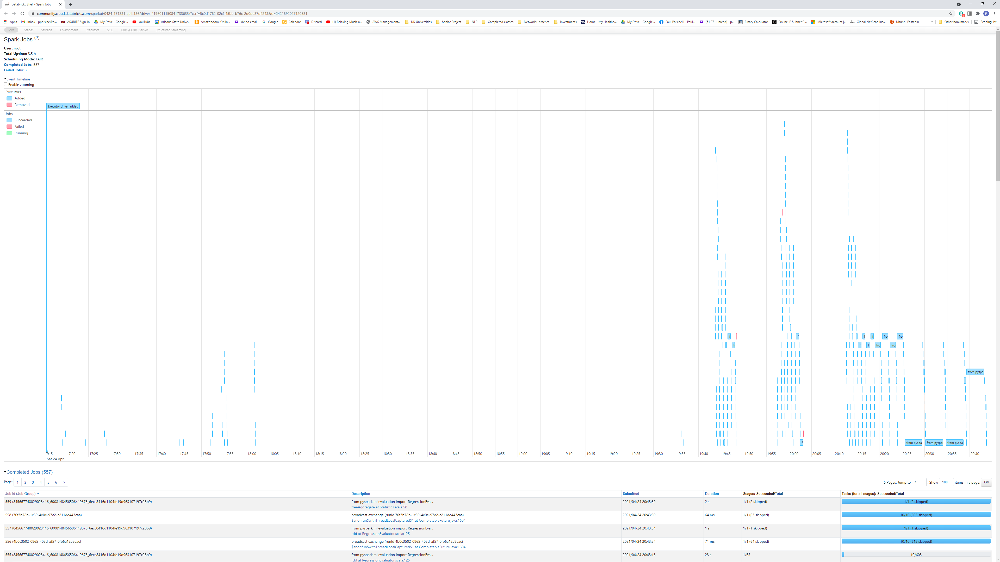 Databricks Shell - Spark Jobs
community.cloud.databricks.com/sparkui/0424-171331-spilt136/driver-4196011150841733633/?csrf=5c0d1762-02cf-45bb-b76c-2d0de87d4243&o=2421692027120581
Apps Inbox - ppolsine@a... ASURITE Sign-In My Drive - Google... YouTube Arizona State Unive... Amazon.com: Onlin... Yahoo email Google Calendar Discord (1) Relaxing Music a... AWS Management... UK Universities Senior Project NLP Completed classes Network+ practice Investments Home - My Healthe... My Drive - Google... Paul Polsinelli - Paul... (51,271 unread) - p... Binary Calculator Online IP Subnet C... Microsoft account |... Global NetAcad Ins... Ubuntu Pastebin » Other bookmarks Reading list
Jobs Stages Storage Environment Executors SQL JDBC/ODBC Server Structured Streaming
Spark Jobs (?)
User: root
Total Uptime: 3.5 h
Scheduling Mode: FAIR
Completed Jobs: 557
Failed Jobs: 3
Event Timeline
Enable zooming
Executors
Added
Removed
Executor driver added
Jobs
Succeeded
Failed
Running
f f f f fro fro
f f f fro fro
from pyspa
f from pyspa from pyspa from pyspa
7:15 17:20 17:25 17:30 17:35 17:40 17:45 17:50 17:55 18:00 18:05 18:10 18:15 18:20 18:25 18:30 18:35 18:40 18:45 18:50 18:55 19:00 19:05 19:10 19:15 19:20 19:25 19:30 19:35 19:40 19:45 19:50 19:55 20:00 20:05 20:10 20:15 20:20 20:25 20:30 20:35 20:40
Sat 24 April
Completed Jobs (557)
Page: 1 2 3 4 5 6 > 6 Pages. Jump to 1 . Show 100 items in a page. Go
Job Id (Job Group) Description Submitted Duration Stages: Succeeded/Total Tasks (for all stages): Succeeded/Total
559 (845667748029023416_6008148456506419675_6ecc8416d1104fe19d963107197c28b9) from pyspark.ml.evaluation import RegressionEva... 2021/04/24 20:43:39 2 s 1/1 (2 skipped) 1/1 (2 skipped)
treeAggregate at Statistics.scala:58
558 (70f3b78b-1c39-4e0e-97e2-c211dd443caa) broadcast exchange (runId 70f3b78b-1c39-4e0e-97e2-c211dd443caa) 2021/04/24 20:43:39 64 ms 1/1 (63 skipped) 10/10 (603 skipped)
$anonfun$withThreadLocalCaptured$1 at CompletableFuture.java:1604
557 (845667748029023416_6008148456506419675_6ecc8416d1104fe19d963107197c28b9) from pyspark.ml.evaluation import RegressionEva... 2021/04/24 20:43:34 1 s 1/1 (1 skipped) 1/1 (1 skipped)
rdd at RegressionEvaluator.scala:125
556 (4b0c3502-0865-403d-af57-0fb6a12e8eac) broadcast exchange (runId 4b0c3502-0865-403d-af57-0fb6a12e8eac) 2021/04/24 20:43:34 71 ms 1/1 (64 skipped) 10/10 (613 skipped)
$anonfun$withThreadLocalCaptured$1 at CompletableFuture.java:1604
555 (845667748029023416_6008148456506419675_6ecc8416d1104fe19d963107197c28b9) from pyspark.ml.evaluation import RegressionEva... 2021/04/24 20:43:16 23 s 1/63 10/603
rdd at RegressionEvaluator.scala:125